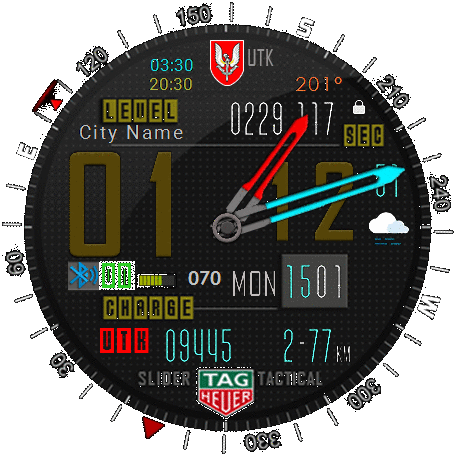 150
120
210
UTK
03:30
20:30
201°
LEVEL
0229 117
City Name
SEC
E
01 12
51
240
60
ON
070
MON
1501
W
CHARGE
UTK
09445
2-77 KM
30
300
SLIDER
TACTICAL
TAG
HEUER
330